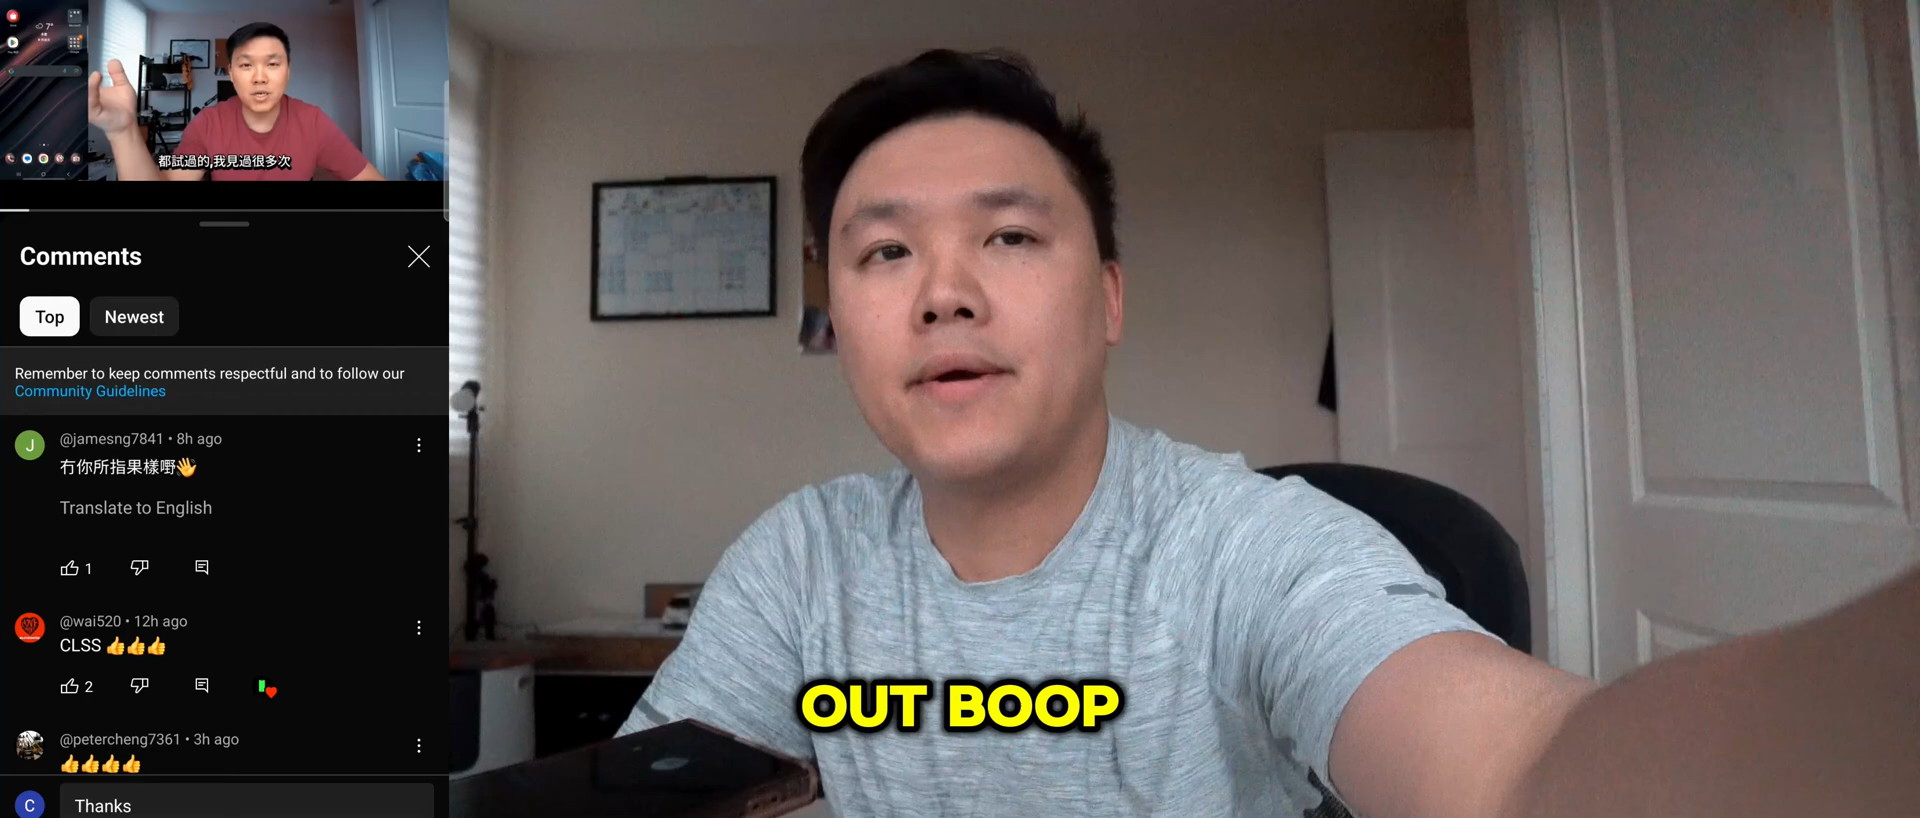 7°
都試過的,我見過很多次
Comments
Top
Newest
Remember to keep comments respectful and to follow our
Community Guidelines
J
@jamesng7841 • 8h ago
冇你所指果樣嘢👋
Translate to English
1
@wai520 • 12h ago
CLSS 👍👍👍
2
@petercheng7361 • 3h ago
👍👍👍👍
C
Thanks
OUT BOOP